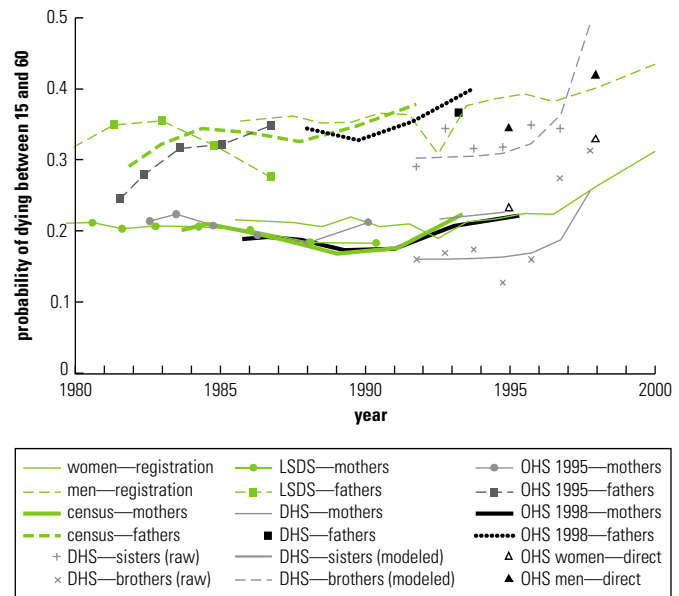 probability of dying between 15 and 60
0.5
0.4
0.3
0.2
0.1
0
1980 1985 1990 1995 2000
year
women—registration LSDS—mothers OHS 1995—mothers
men—registration LSDS—fathers OHS 1995—fathers
census—mothers DHS—mothers OHS 1998—mothers
census—fathers DHS—fathers OHS 1998—fathers
DHS—sisters (raw) DHS—sisters (modeled) OHS women—direct
DHS—brothers (raw) DHS—brothers (modeled) OHS men—direct